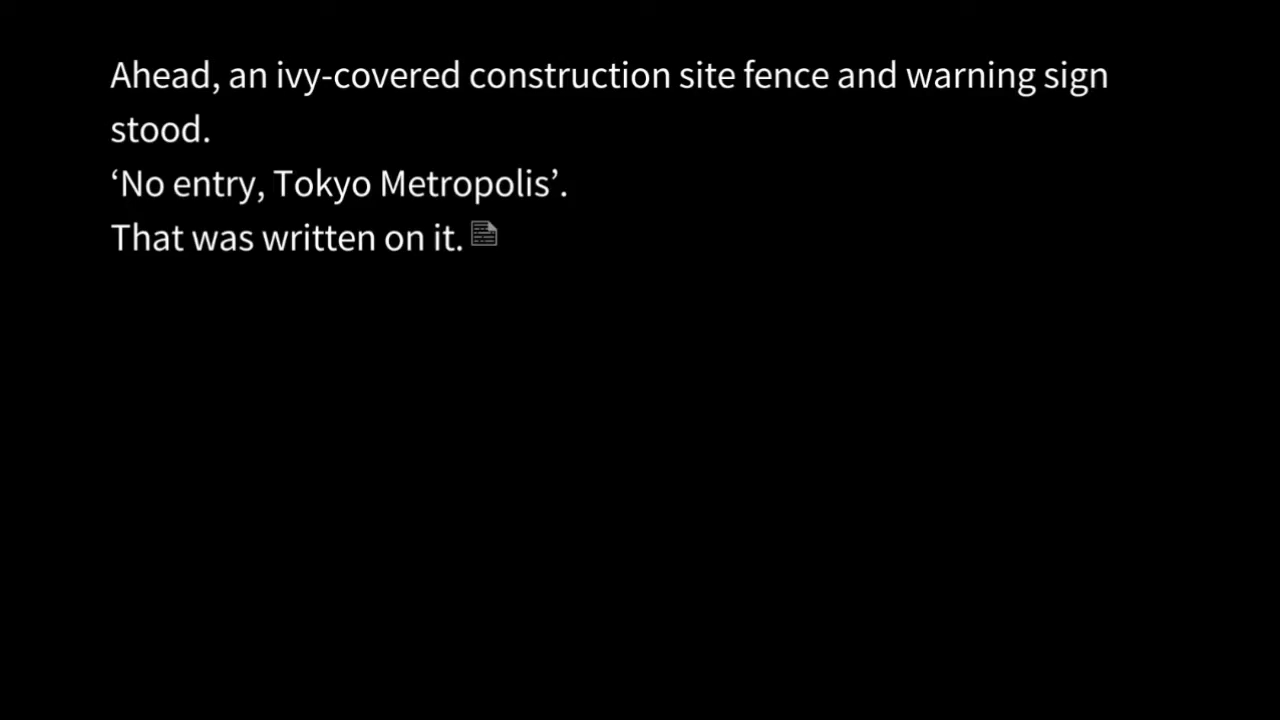 Ahead, an ivy-covered construction site fence and warning sign
stood.
‘No entry, Tokyo Metropolis’.
That was written on it.